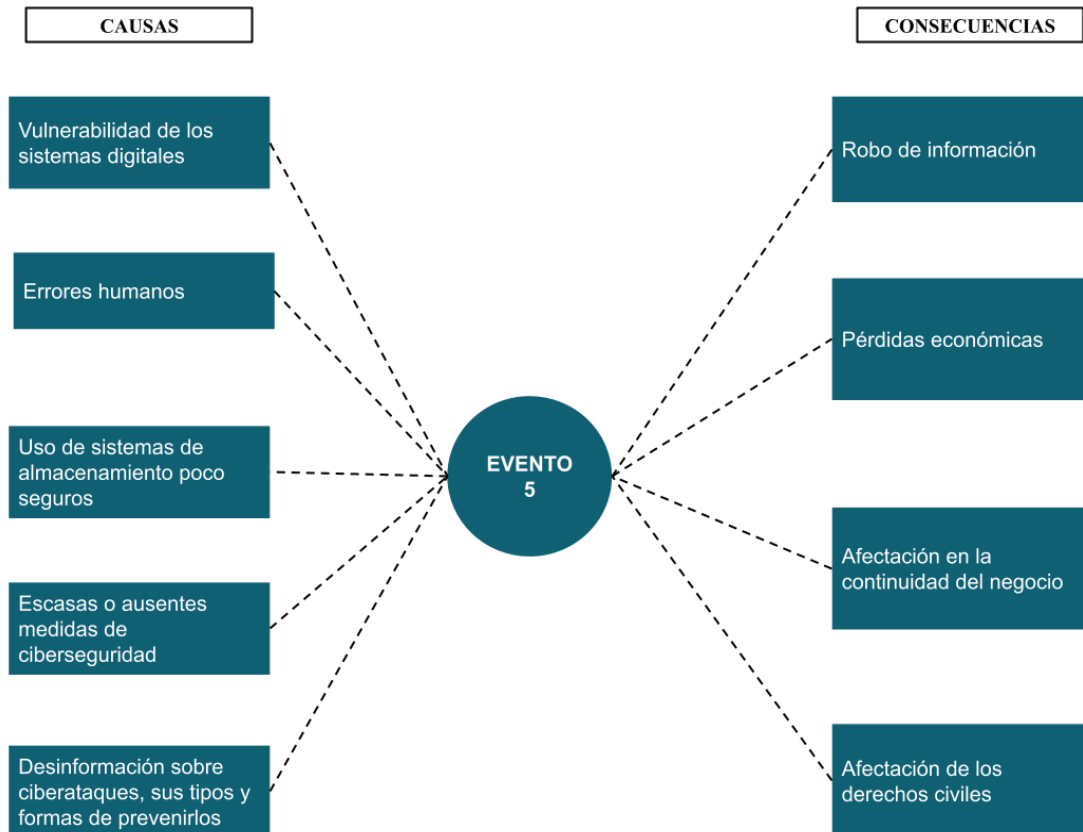 CAUSAS
CONSECUENCIAS
Vulnerabilidad de los
sistemas digitales
Errores humanos
Uso de sistemas de
almacenamiento poco
seguros
Escasas o ausentes
medidas de
ciberseguridad
Desinformación sobre
ciberataques, sus tipos y
formas de prevenirlos
EVENTO
5
Robo de información
Pérdidas económicas
Afectación en la
continuidad del negocio
Afectación de los
derechos civiles